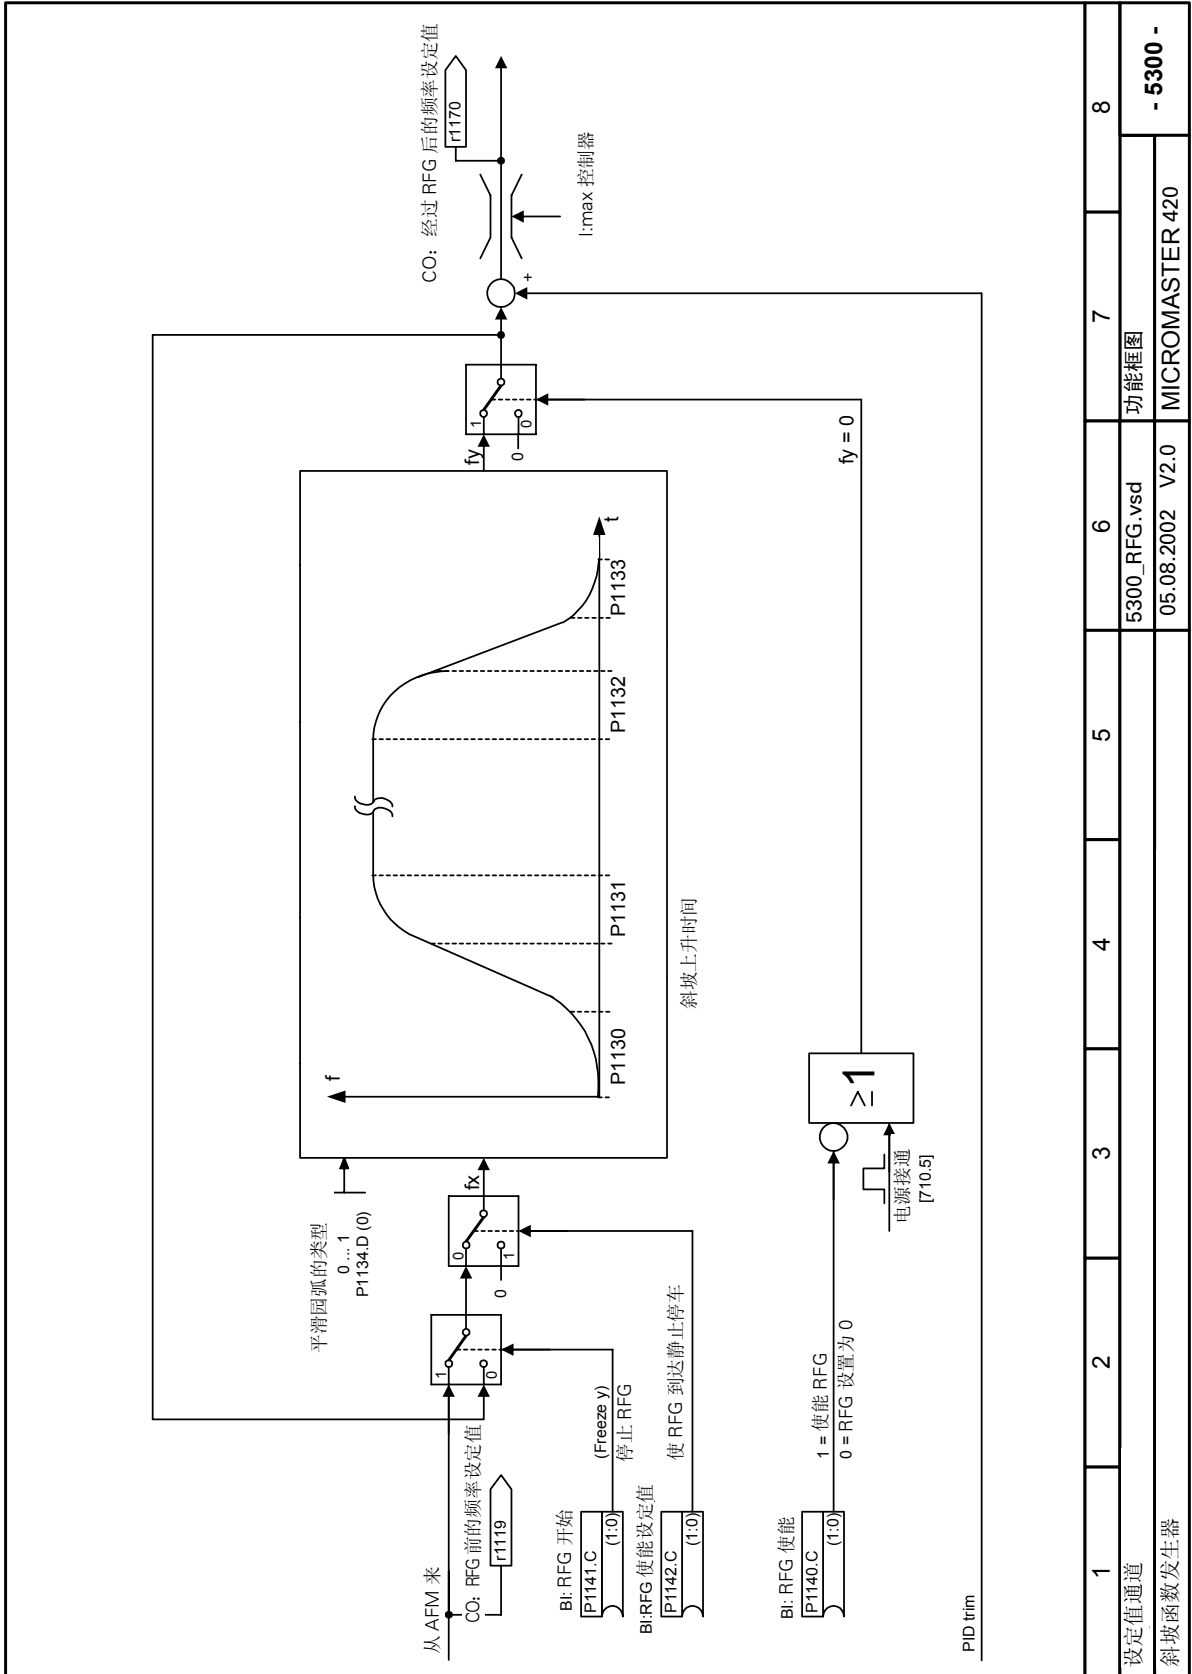 从 AFM 来
CO: RFG 前的频率设定值
r1119
BI: RFG 开始
P1141.C
(1:0)
(Freeze y)
停止 RFG
BI:RFG 使能设定值
P1142.C
(1:0)
使 RFG 到达静止停车
BI: RFG 使能
P1140.C
(1:0)
1 = 使能 RFG
0 = RFG 设置为 0
PID trim
1
0
0
0
1
平滑园弧的类型
0 ... 1
P1134.D (0)
fx
f
t
P1130
P1131
P1132
P1133
斜坡上升时间
电源接通
[710.5]
≥1
fy = 0
fy
1
0
0
+
CO: 经过 RFG 后的频率设定值
r1170
I:max 控制器
1
2
3
4
5
6
7
8
设定值通道
5300_RFG.vsd
功能框图
- 5300 -
斜坡函数发生器
05.08.2002 V2.0
MICROMASTER 420